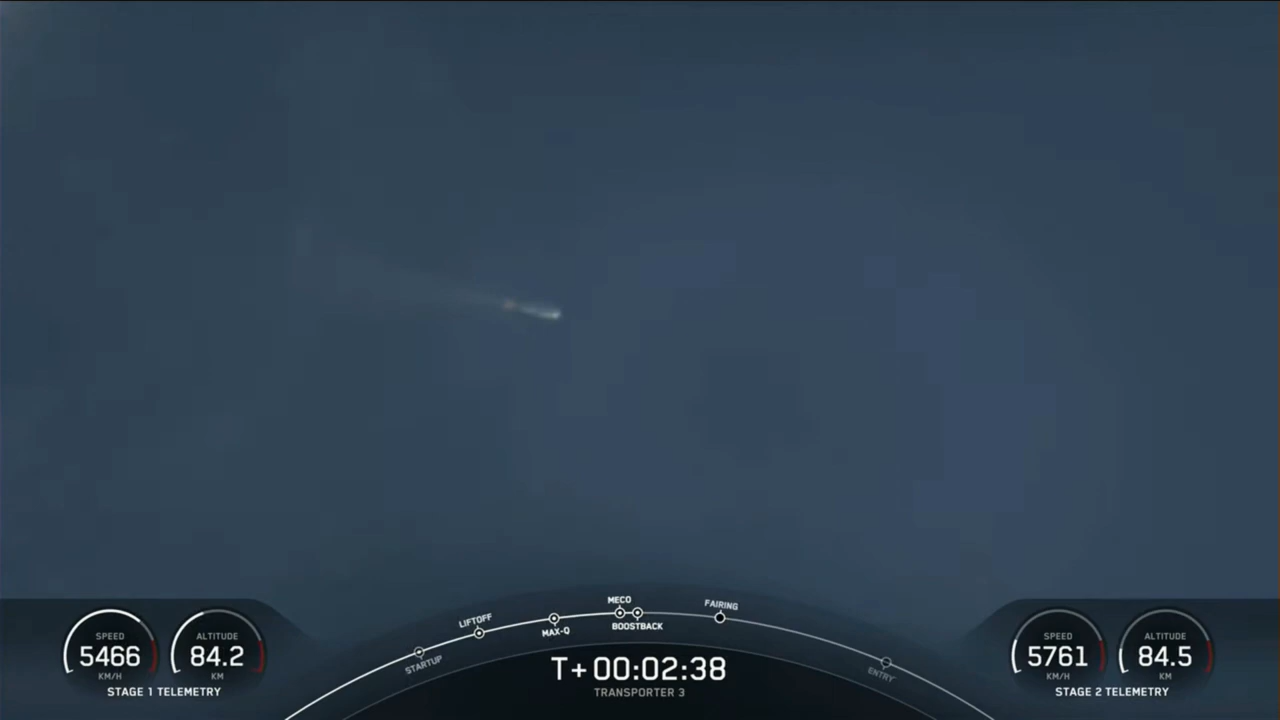 SPEED
5466
KM/H
ALTITUDE
84.2
KM
STAGE 1 TELEMETRY
STARTUP
LIFTOFF
MAX-Q
MECO
BOOSTBACK
FAIRING
ENTRY
T+00:02:38
TRANSPORTER 3
SPEED
5761
KM/H
ALTITUDE
84.5
KM
STAGE 2 TELEMETRY